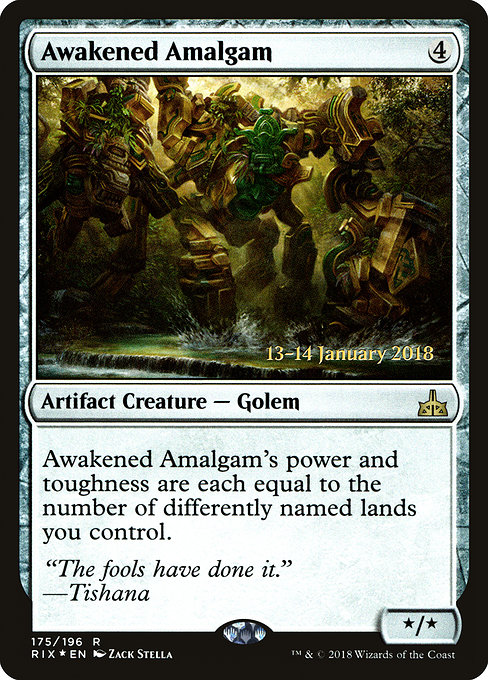 Awakened Amalgam 4
13–14 January 2018
Artifact Creature — Golem
Awakened Amalgam's power and
toughness are each equal to the
number of differently named lands
you control.
"The fools have done it."
—Tishana
★/★
175/196 R
RIX★EN Zack Stella
™ & © 2018 Wizards of the Coast